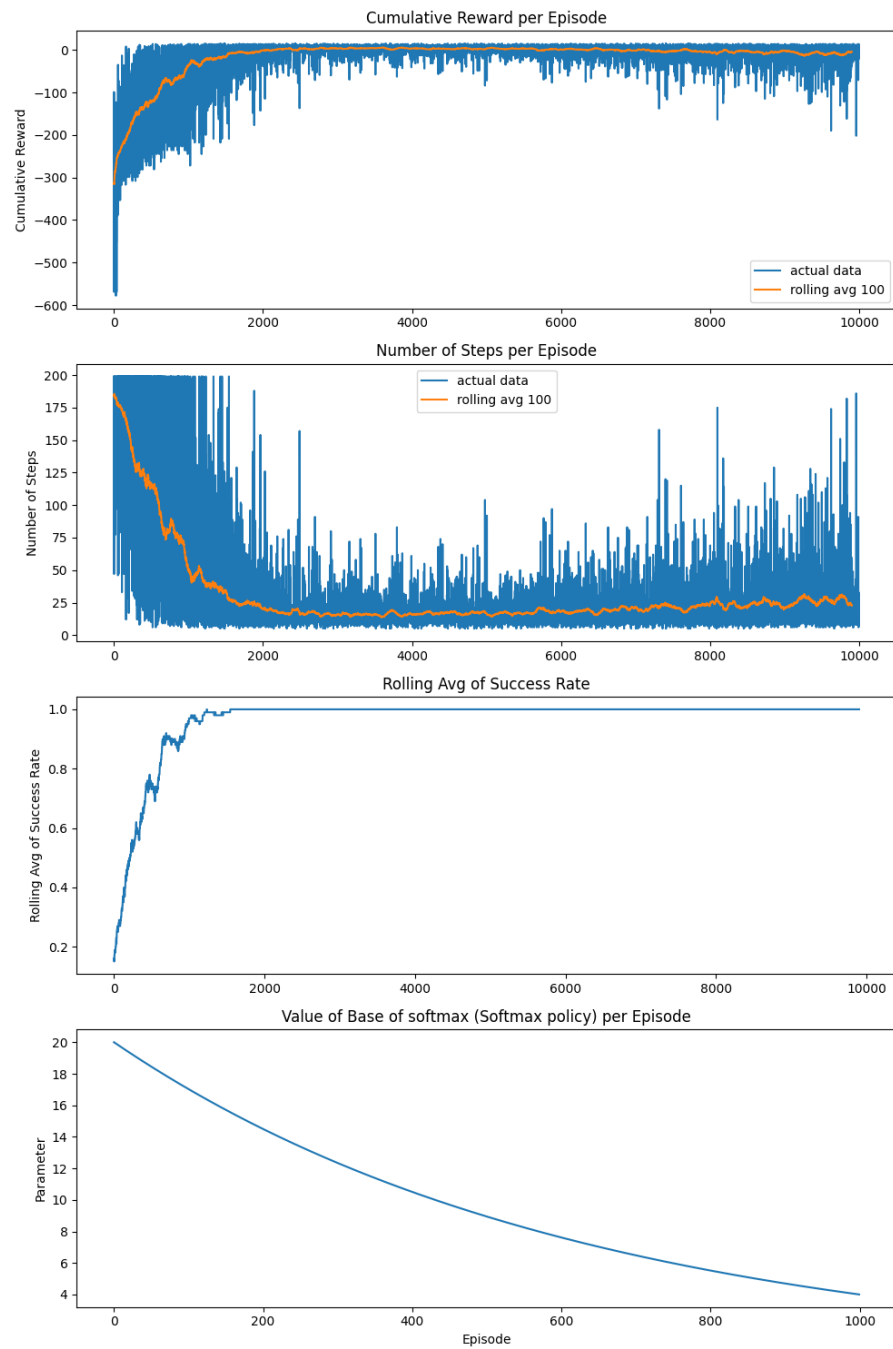 Cumulative Reward per Episode
Cumulative Reward
0
−100
−200
−300
−400
−500
−600
actual data
rolling avg 100
0 2000 4000 6000 8000 10000
Number of Steps per Episode
Number of Steps
200
175
150
125
100
75
50
25
0
actual data
rolling avg 100
0 2000 4000 6000 8000 10000
Rolling Avg of Success Rate
Rolling Avg of Success Rate
1.0
0.8
0.6
0.4
0.2
0 2000 4000 6000 8000 10000
Value of Base of softmax (Softmax policy) per Episode
Parameter
20
18
16
14
12
10
8
6
4
0 200 400 600 800 1000
Episode